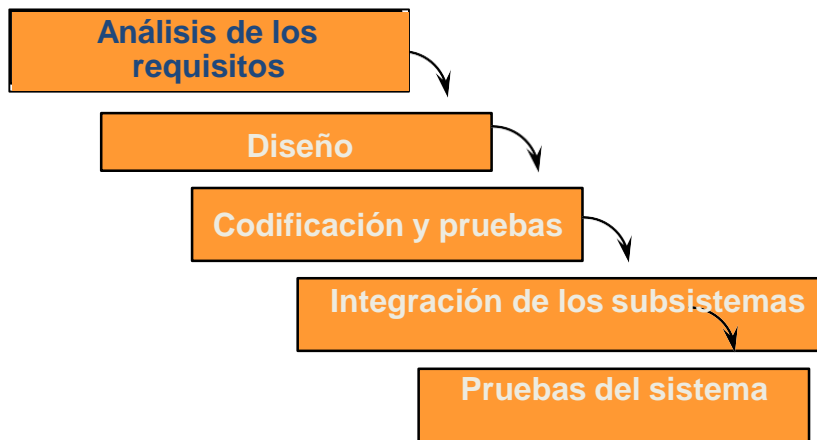 Análisis de los
requisitos
Diseño
Codificación y pruebas
Integración de los subsistemas
Pruebas del sistema